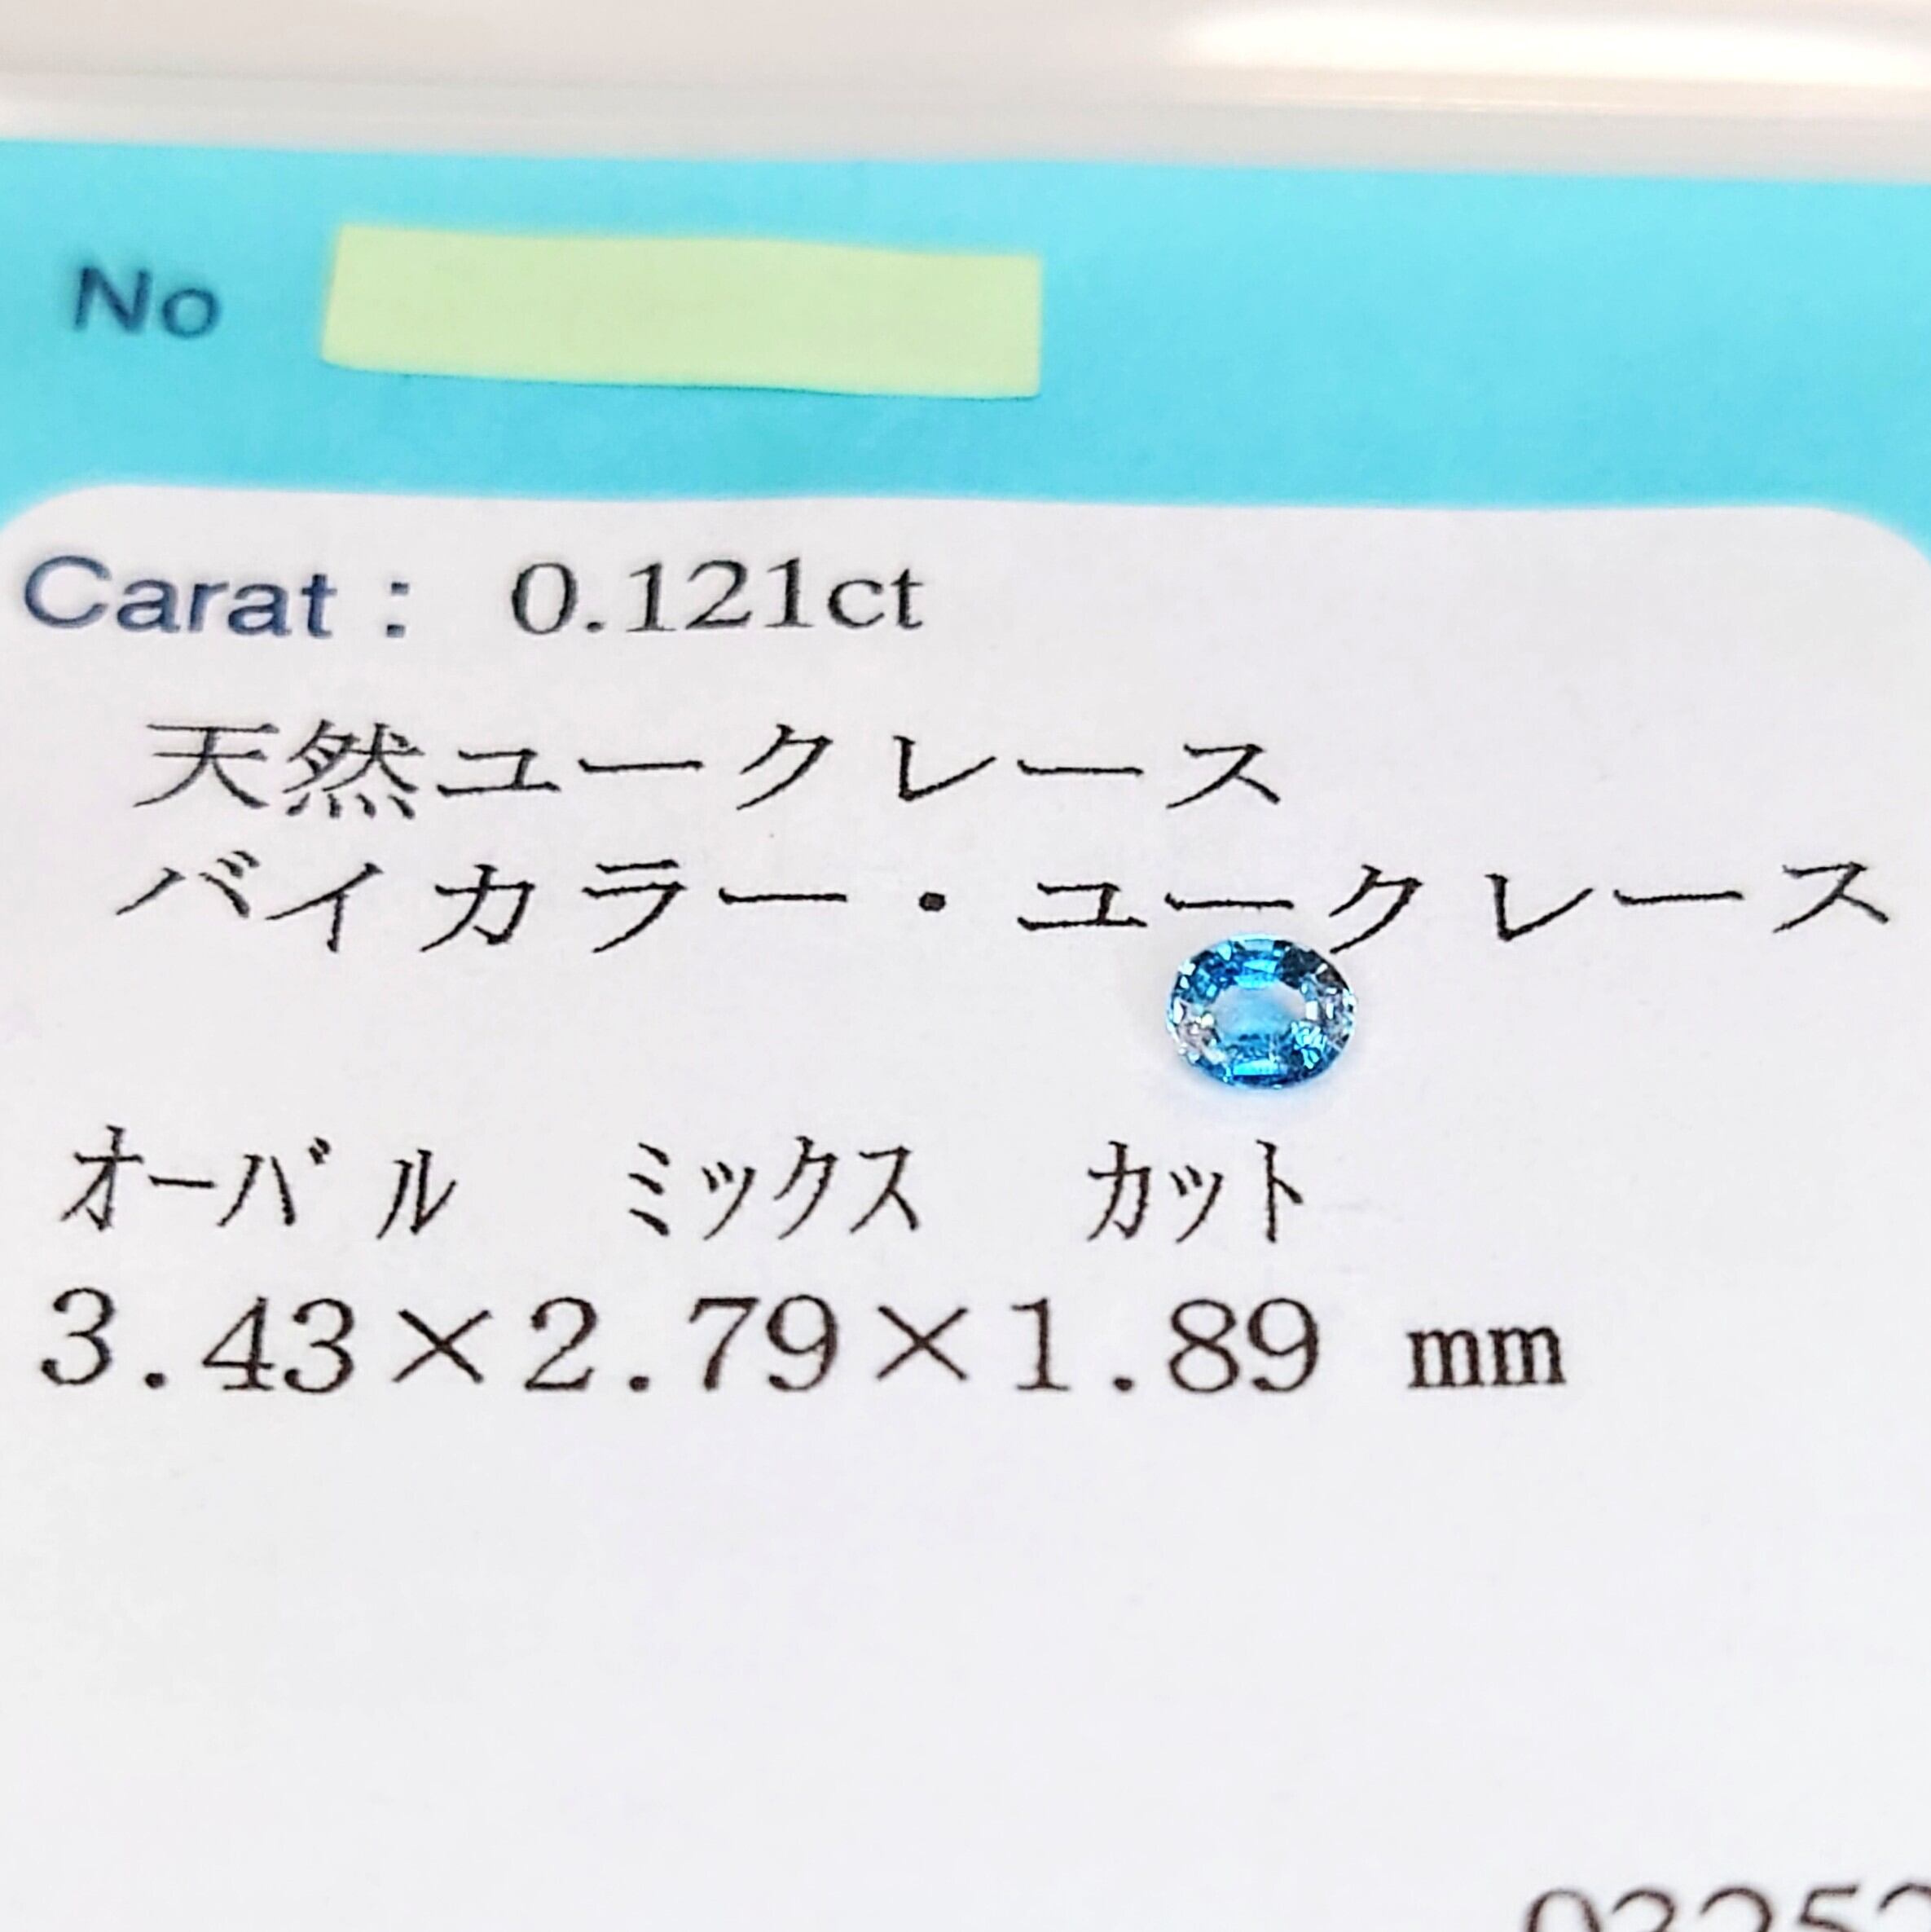 No
Carat : 0.121ct
天然ユークレース
バイカラー・ユークレース
オーバル ミックス カット
3.43×2.79×1.89 mm